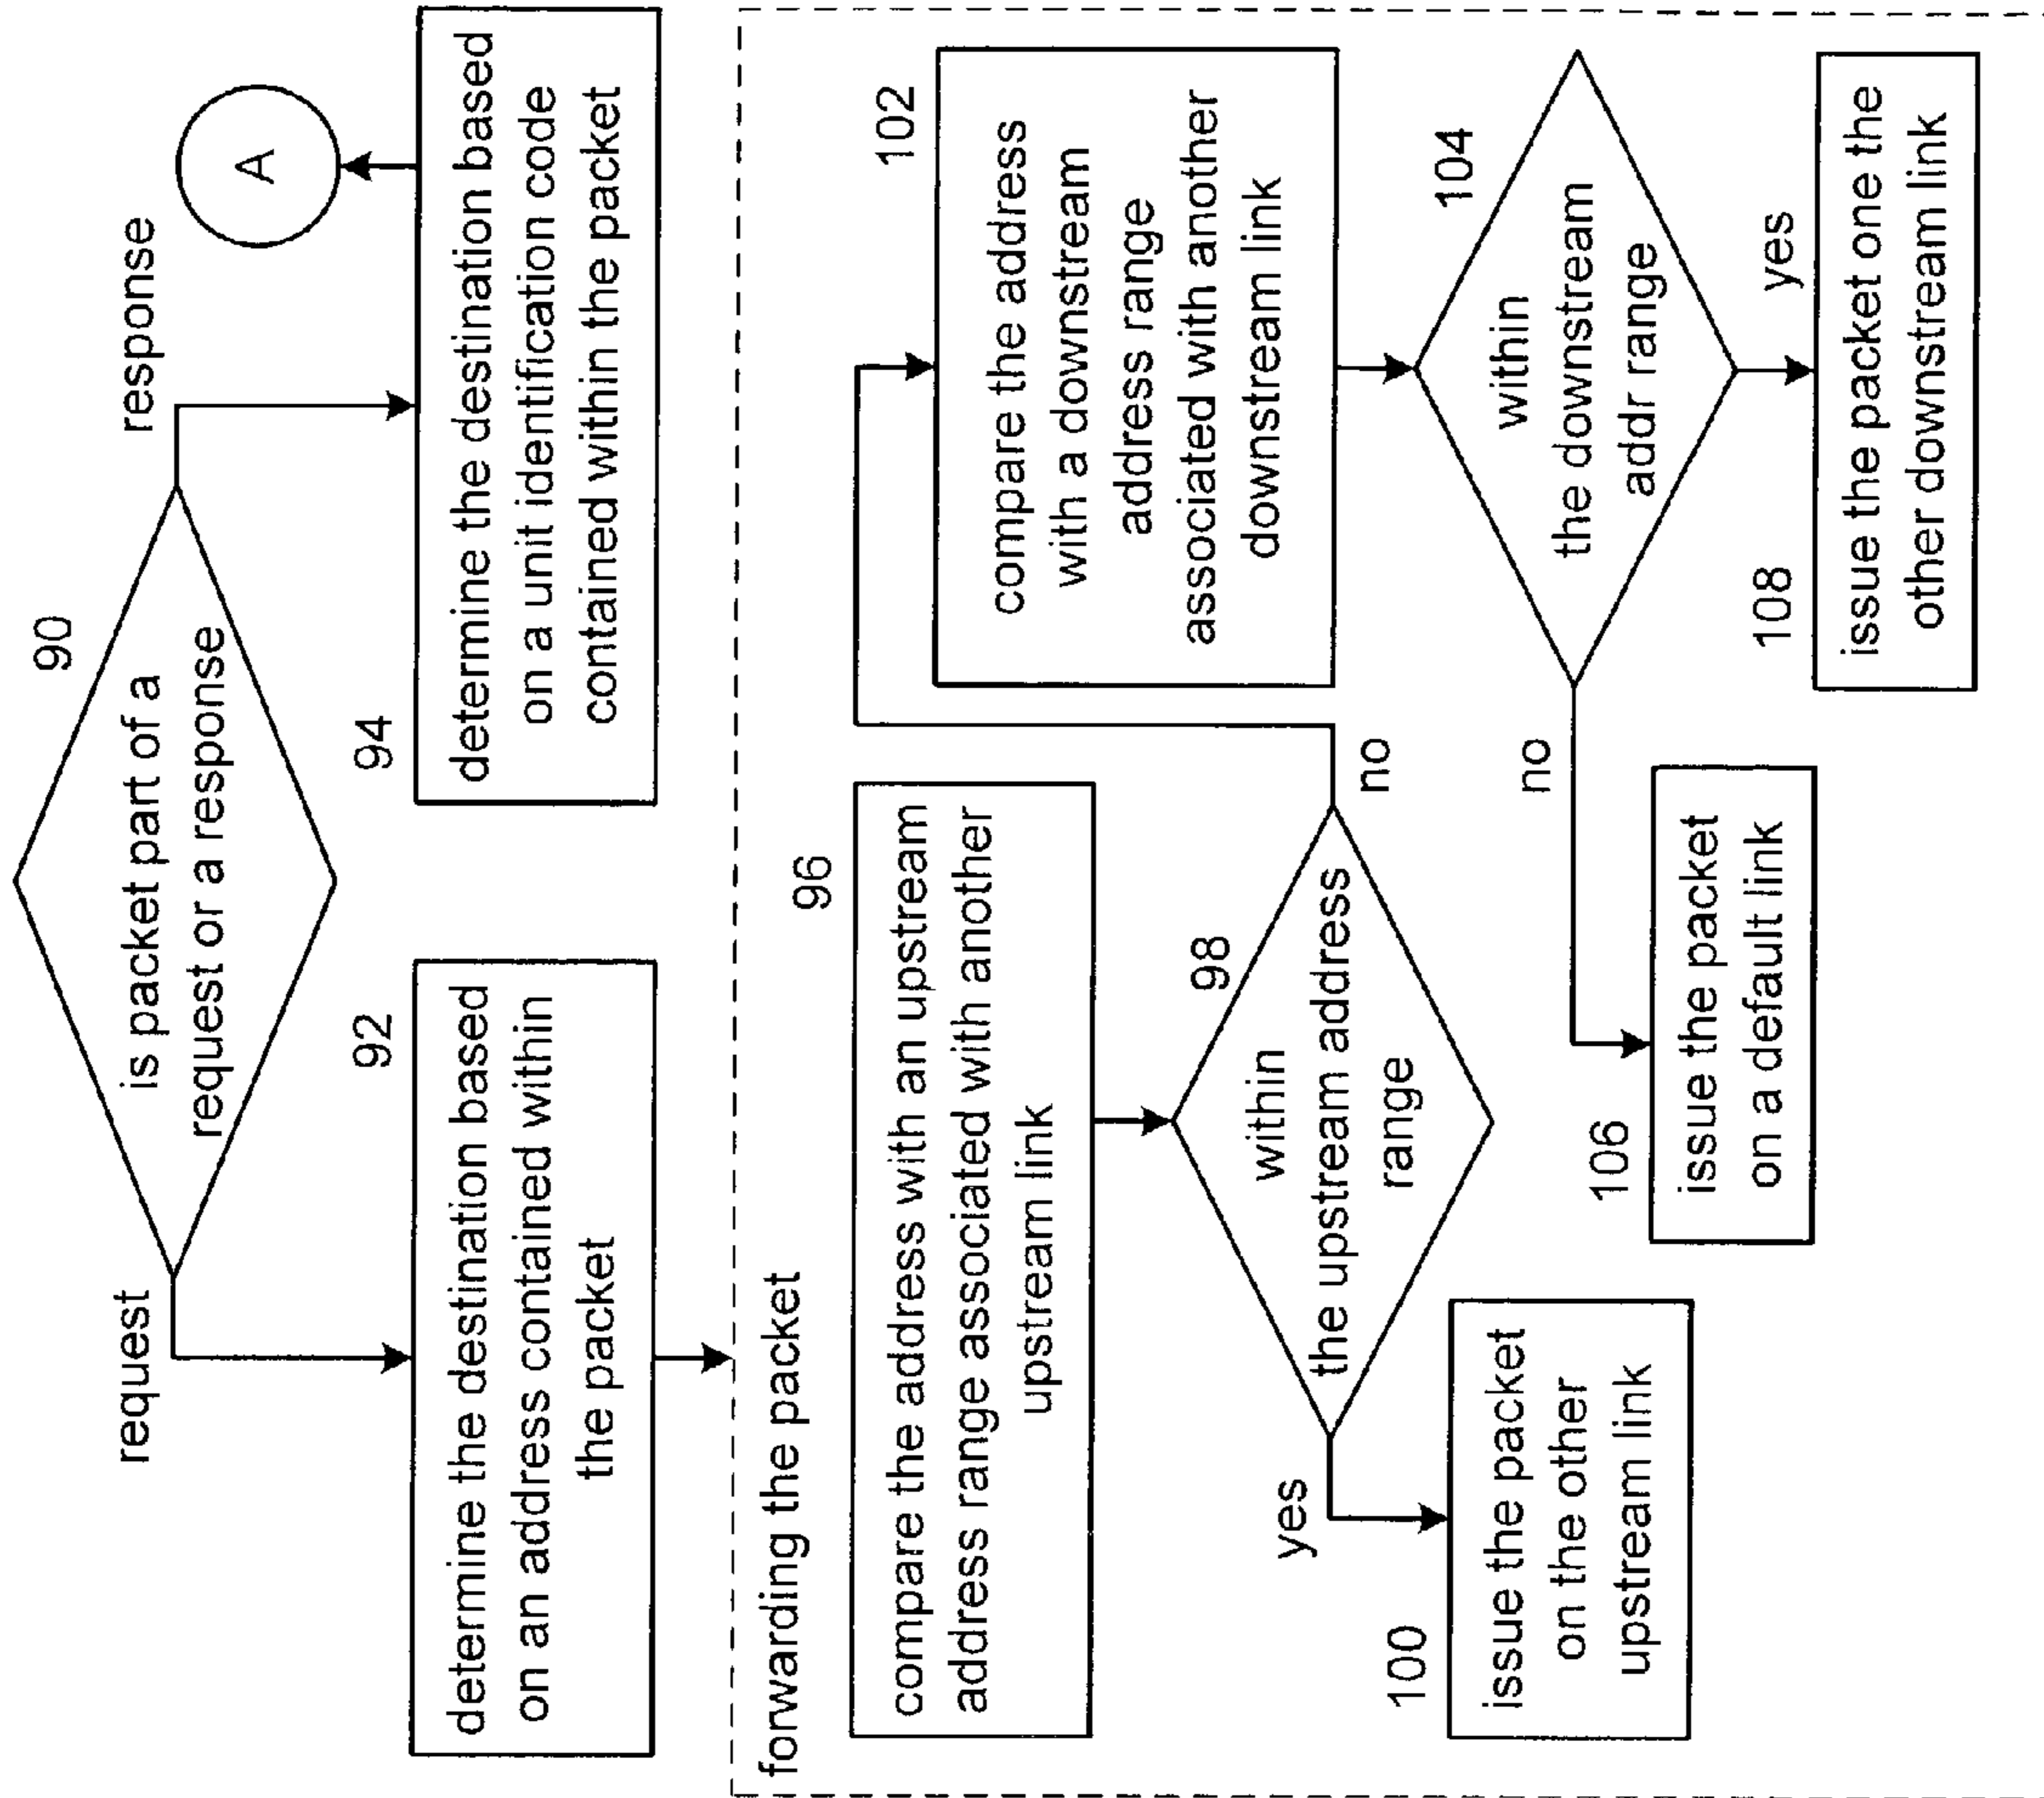 90
is packet part of a
request or a response
request
response
92
determine the destination based
on an address contained within
the packet
94
determine the destination based
on a unit identification code
contained within the packet
A
forwarding the packet
96
compare the address with an upstream
address range associated with another
upstream link
98
within
the upstream address
range
yes
no
100
issue the packet
on the other
upstream link
102
compare the address
with a downstream
address range
associated with another
downstream link
104
within
the downstream
addr range
no
yes
106
issue the packet
on a default link
108
issue the packet one the
other downstream link